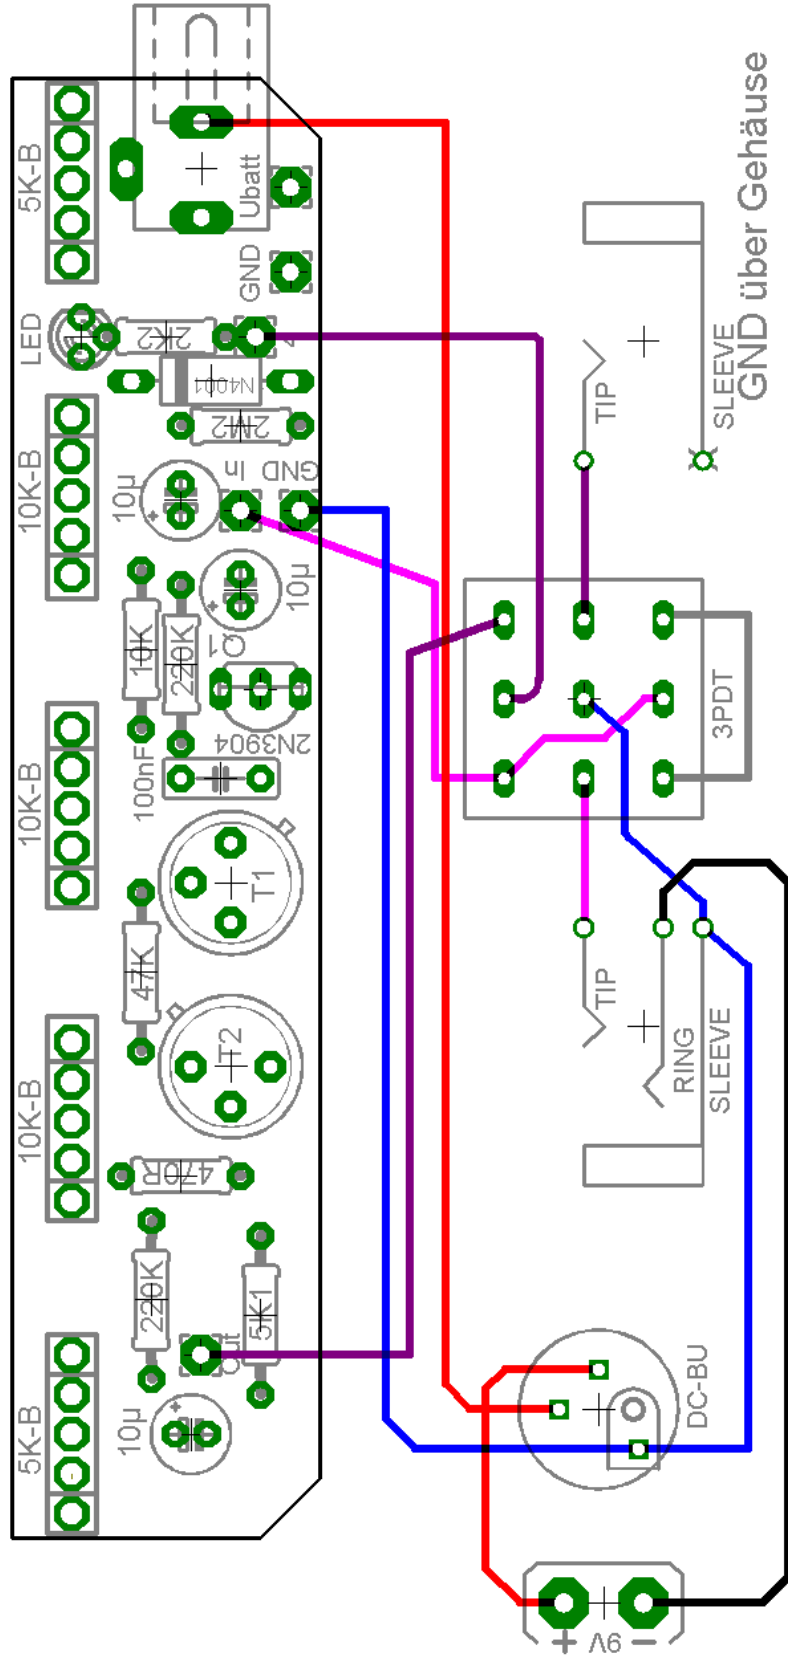 5K-B
Ubatt
GND über Gehäuse
GND
LED
2K2
N4001
TIP
SLEEVE
2M2
10K-B
10µ
In
GND
10µ
10K
220K
Q1
2N3904
3PDT
100nF
10K-B
T1
47K
TIP
T2
RING
SLEEVE
10K-B
470R
220K
5K1
Out
DC-BU
5K-B
10µ
+ 9V -